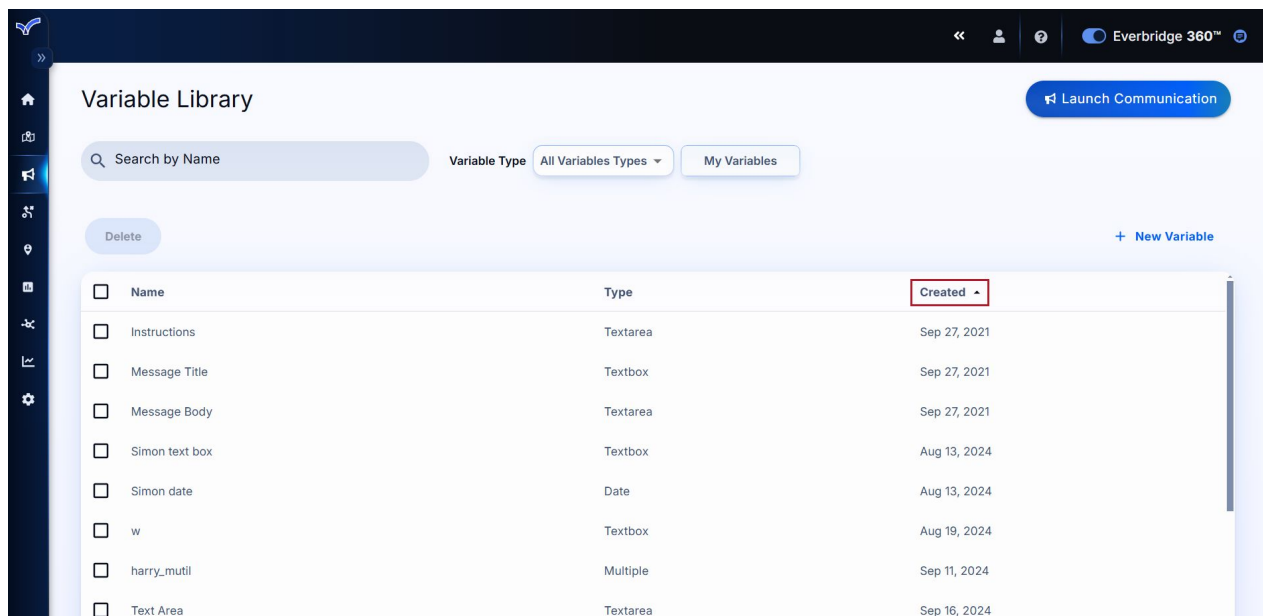 Everbridge 360™
Variable Library
Launch Communication
Search by Name
Variable Type All Variables Types My Variables
Delete
+ New Variable
Name Type Created
Instructions Textarea Sep 27, 2021
Message Title Textbox Sep 27, 2021
Message Body Textarea Sep 27, 2021
Simon text box Textbox Aug 13, 2024
Simon date Date Aug 13, 2024
w Textbox Aug 19, 2024
harry_mutil Multiple Sep 11, 2024
Text Area Textarea Sep 16, 2024